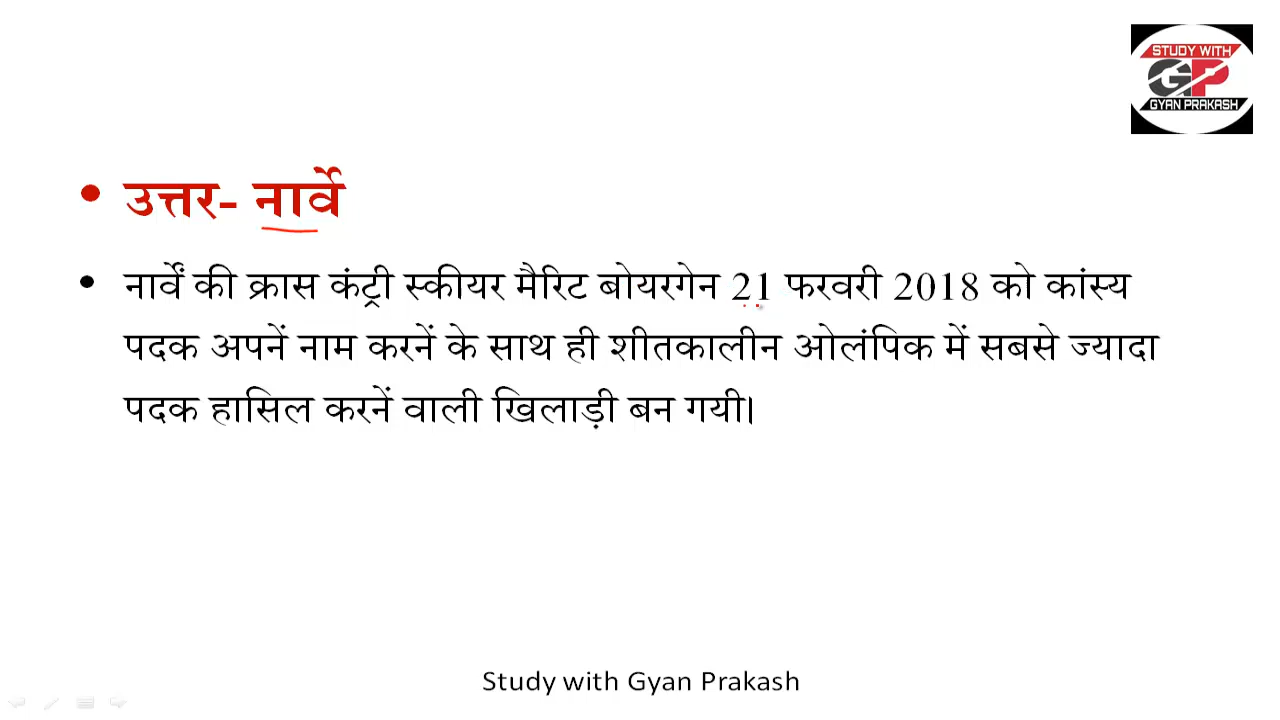 STUDY WITH
GP
GYAN PRAKASH
• उत्तर- नार्वे
• नार्वें की क्रास कंट्री स्कीयर मैरिट बोयरगेन 21 फरवरी 2018 को कांस्य
पदक अपनें नाम करनें के साथ ही शीतकालीन ओलंपिक में सबसे ज्यादा
पदक हासिल करनें वाली खिलाड़ी बन गयी।
Study with Gyan Prakash